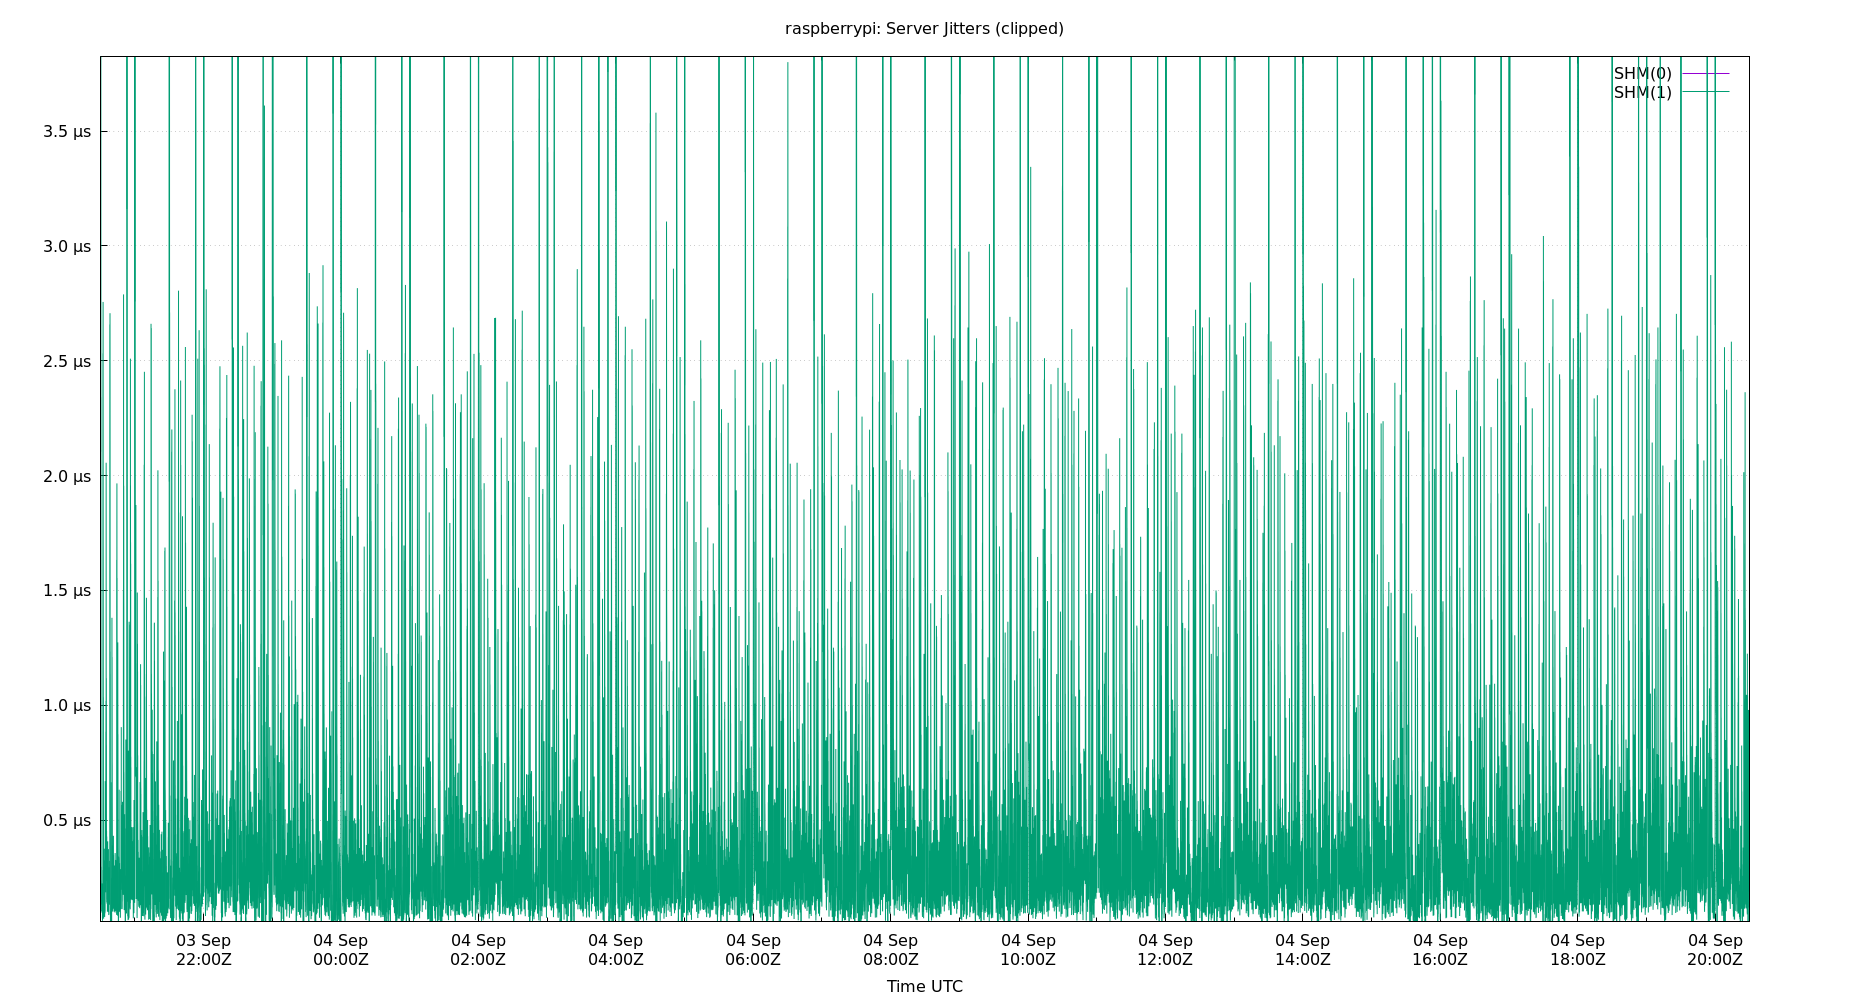 raspberrypi: Server Jitters (clipped)
SHM(0)
SHM(1)
3.5 µs
3.0 µs
2.5 µs
2.0 µs
1.5 µs
1.0 µs
0.5 µs
03 Sep 04 Sep 04 Sep 04 Sep 04 Sep 04 Sep 04 Sep 04 Sep 04 Sep 04 Sep 04 Sep 04 Sep
22:00Z 00:00Z 02:00Z 04:00Z 06:00Z 08:00Z 10:00Z 12:00Z 14:00Z 16:00Z 18:00Z 20:00Z
Time UTC